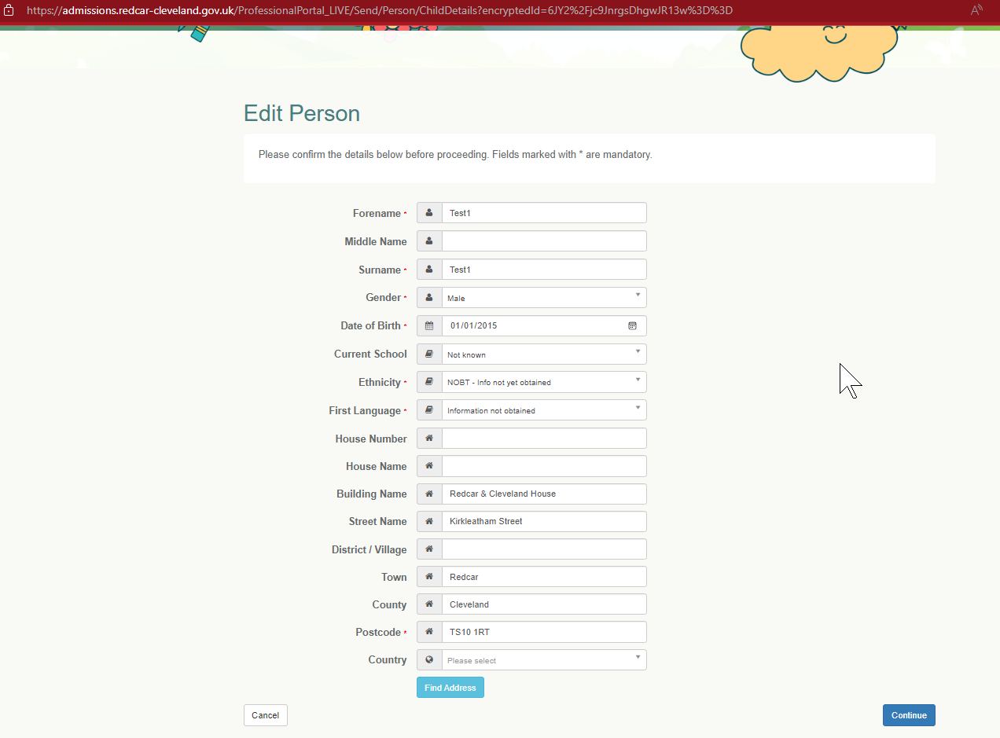 https://admissions.redcar-cleveland.gov.uk/ProfessionalPortal_LIVE/Send/Person/ChildDetails?encryptedId=6JY2%2Fjc9JnrgsDhgwJR13w%3D%3D
Edit Person
Please confirm the details below before proceeding. Fields marked with * are mandatory.
Forename * Test1
Middle Name
Surname * Test1
Gender * Male
Date of Birth * 01/01/2015
Current School Not known
Ethnicity * NOBT - Info not yet obtained
First Language * Information not obtained
House Number
House Name
Building Name Redcar & Cleveland House
Street Name Kirkleatham Street
District / Village
Town Redcar
County Cleveland
Postcode * TS10 1RT
Country Please select
Find Address
Cancel Continue